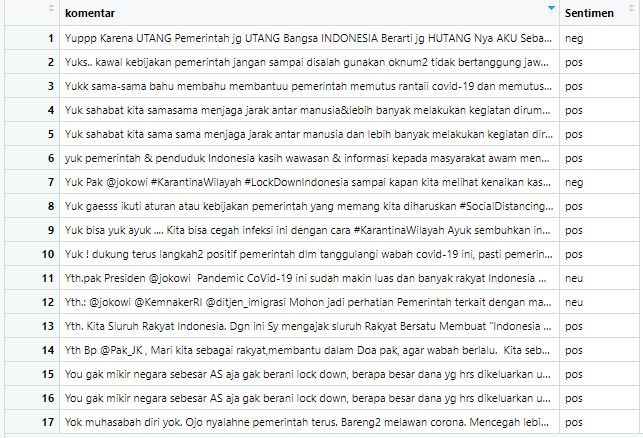 komentar Sentimen
1 Yuppp Karena UTANG Pemerintah jg UTANG Bangsa INDONESIA Berarti jg HUTANG Nya AKU Seba... neg
2 Yuks.. kawal kebijakan pemerintah jangan sampai disalah gunakan oknum2 tidak bertanggung jaw... pos
3 Yukk sama-sama bahu membahu membantuu pemerintah memutus rantaii covid-19 dan memutus... pos
4 Yuk sahabat kita samasama menjaga jarak antar manusia&lebih banyak melakukan kegiatan dirum... pos
5 Yuk sahabat kita sama sama menjaga jarak antar manusia dan lebih banyak melakukan kegiatan dir... pos
6 yuk pemerintah & penduduk Indonesia kasih wawasan & informasi kepada masyarakat awam men... pos
7 Yuk Pak @jokowi #KarantinaWilayah #LockDownIndonesia sampai kapan kita melihat kenaikan kas... neg
8 Yuk gaesss ikuti aturan atau kebijakan pemerintah yang memang kita diharuskan #SocialDistancing... pos
9 Yuk bisa yuk ayuk .... Kita bisa cegah infeksi ini dengan cara #KarantinaWilayah Ayuk sembuhkan in... pos
10 Yuk ! dukung terus langkah2 positif pemerintah dlm tanggulangi wabah covid-19 ini, pasti pemerin... pos
11 Yth.pak Presiden @jokowi Pandemic CoVid-19 ini sudah makin luas dan banyak rakyat Indonesia ... neu
12 Yth.: @jokowi @KemnakerRI @ditjen_imigrasi Mohon jadi perhatian Pemerintah terkait dengan ma... neu
13 Yth. Kita Sluruh Rakyat Indonesia. Dgn ini Sy mengajak sluruh Rakyat Bersatu Membuat "Indonesia ... pos
14 Yth Bp @Pak_JK , Mari kita sebagai rakyat,membantu dalam Doa pak, agar wabah berlalu. Kita seb... pos
15 You gak mikir negara sebesar AS aja gak berani lock down, berapa besar dana yg hrs dikeluarkan u... pos
16 You gak mikir negara sebesar AS aja gak berani lock down, berapa besar dana yg hrs dikeluarkan u... pos
17 Yok muhasabah diri yok. Ojo nyalahne pemerintah terus. Bareng2 melawan corona. Mencegah lebi... pos